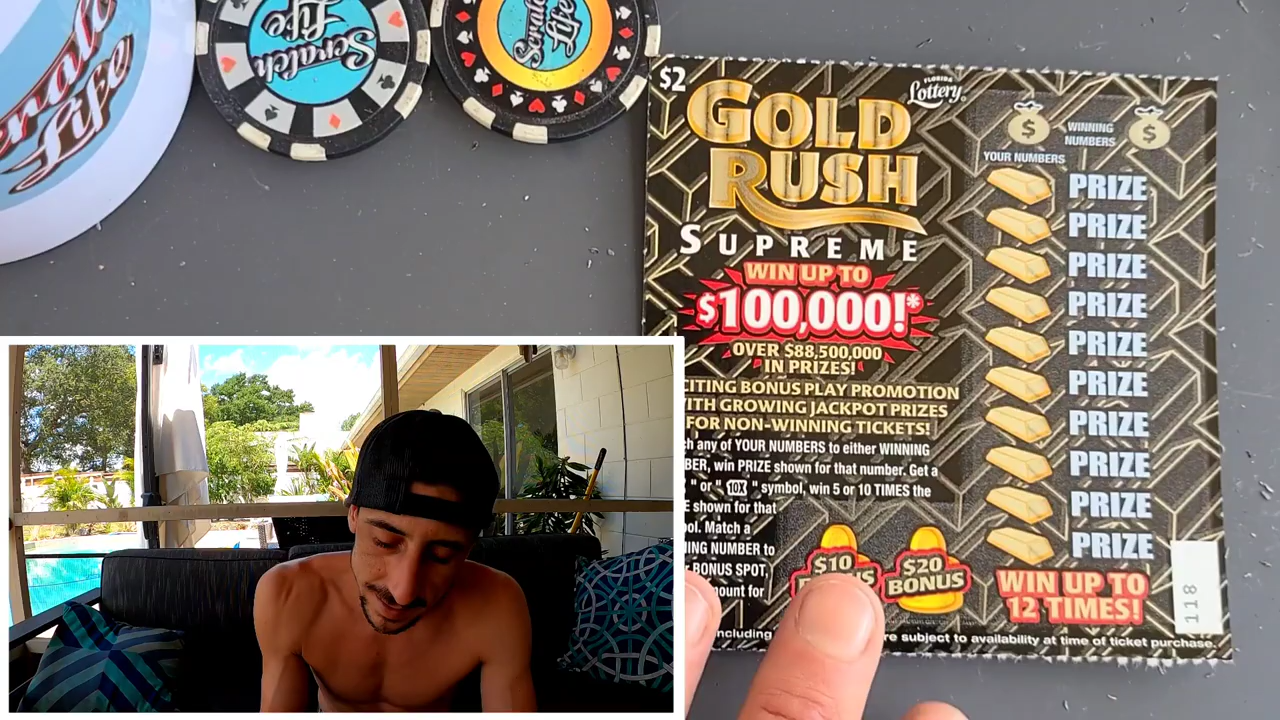 Scratch
Life
Scratch
Life
Life
$2
GOLD
RUSH
SUPREME
FLORIDA
Lottery
WINNING
NUMBERS
$
$
YOUR NUMBERS
PRIZE
PRIZE
PRIZE
PRIZE
PRIZE
PRIZE
PRIZE
PRIZE
PRIZE
PRIZE
WIN UP TO
$100,000!*
OVER $88,500,000
IN PRIZES!
CITING BONUS PLAY PROMOTION
ITH GROWING JACKPOT PRIZES
FOR NON-WINNING TICKETS!
h any of YOUR NUMBERS to either WINNING
BER, win PRIZE shown for that number. Get a
" or " 10X " symbol, win 5 or 10 TIMES the
E shown for that
ol. Match a
ING NUMBER to
BONUS SPOT,
ount for
$10
$20
BONUS
WIN UP TO
12 TIMES!
118
including
re subject to availability at time of ticket purchase.